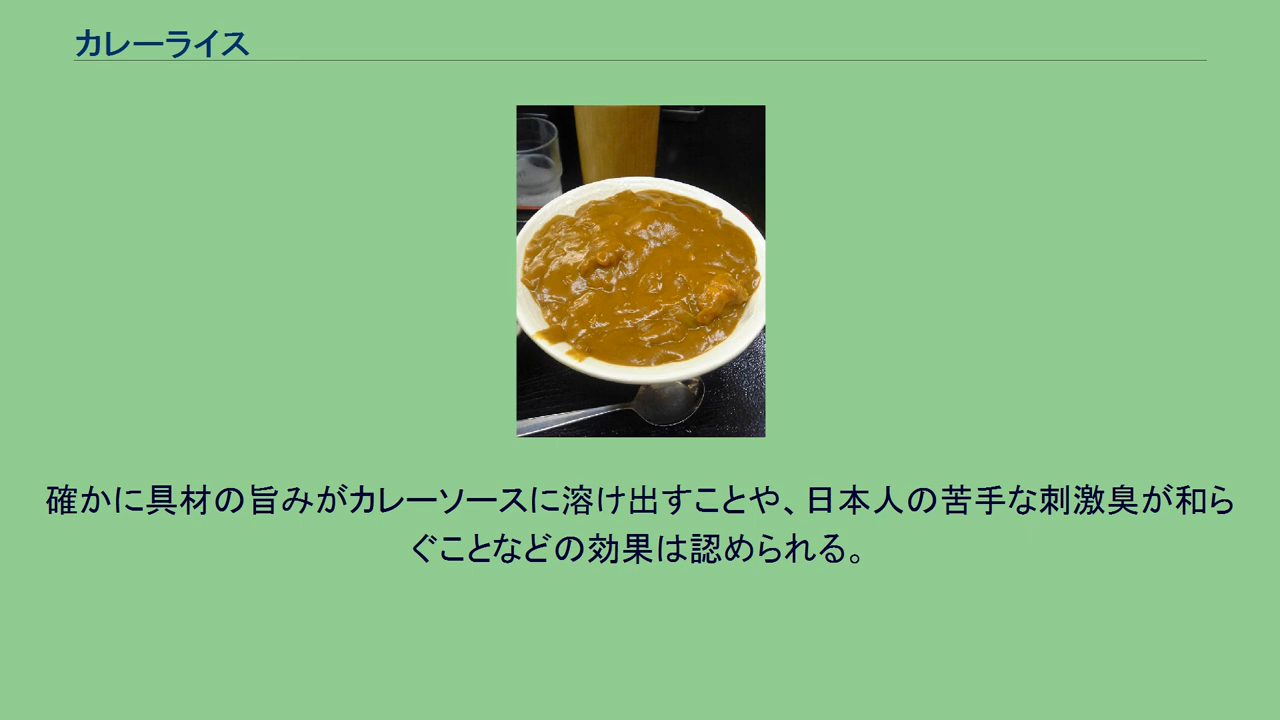 カレーライス
確かに具材の旨みがカレーソースに溶け出すことや、日本人の苦手な刺激臭が和ら
ぐことなどの効果は認められる。